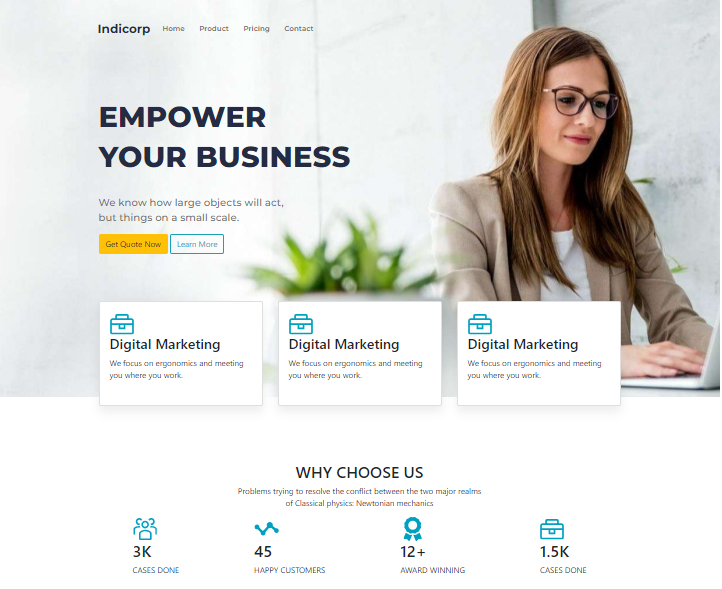 Indicorp Home Product Pricing Contact
EMPOWER
YOUR BUSINESS
We know how large objects will act,
but things on a small scale.
Get Quote Now Learn More
Digital Marketing
We focus on ergonomics and meeting
you where you work.
Digital Marketing
We focus on ergonomics and meeting
you where you work.
Digital Marketing
We focus on ergonomics and meeting
you where you work.
WHY CHOOSE US
Problems trying to resolve the conflict between the two major realms
of Classical physics: Newtonian mechanics
3K
CASES DONE
45
HAPPY CUSTOMERS
12+
AWARD WINNING
1.5K
CASES DONE